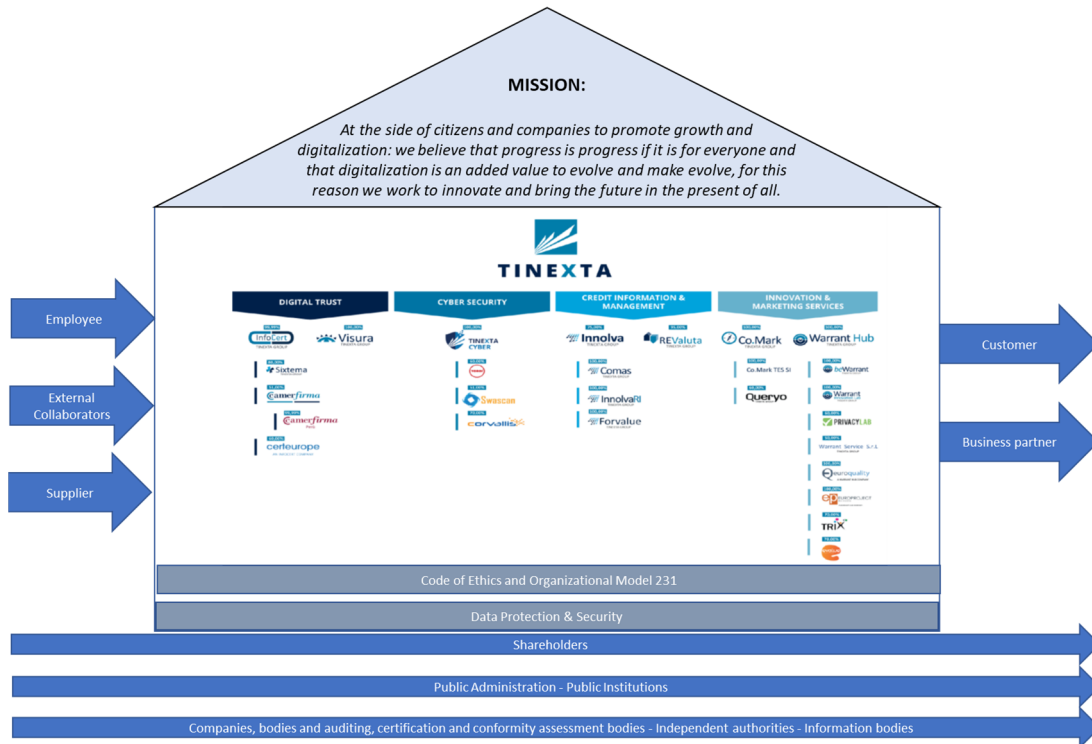 MISSION:
At the side of citizens and companies to promote growth and
digitalization: we believe that progress is progress if it is for everyone and
that digitalization is an added value to evolve and make evolve, for this
reason we work to innovate and bring the future in the present of all.
TINEXTA
DIGITAL TRUST
CYBER SECURITY
CREDIT INFORMATION &
MANAGEMENT
INNOVATION &
MARKETING SERVICES
InfoCert
Visura
TINEXTA
CYBER
Innolva
REValuta
Co.Mark
Warrant Hub
Sixtema
Camerfirma
Camerfirma
certeurope
Swascan
corvallis
Comas
InnolvaRI
Forvalue
Co.Mark TES Sl
Queryo
beWarrant
Warrant
PRIVACYLAB
Warrant Service S.r.l.
euroquality
EUROPROJECT
TRIX
Employee
External
Collaborators
Supplier
Customer
Business partner
Code of Ethics and Organizational Model 231
Data Protection & Security
Shareholders
Public Administration - Public Institutions
Companies, bodies and auditing, certification and conformity assessment bodies - Independent authorities - Information bodies